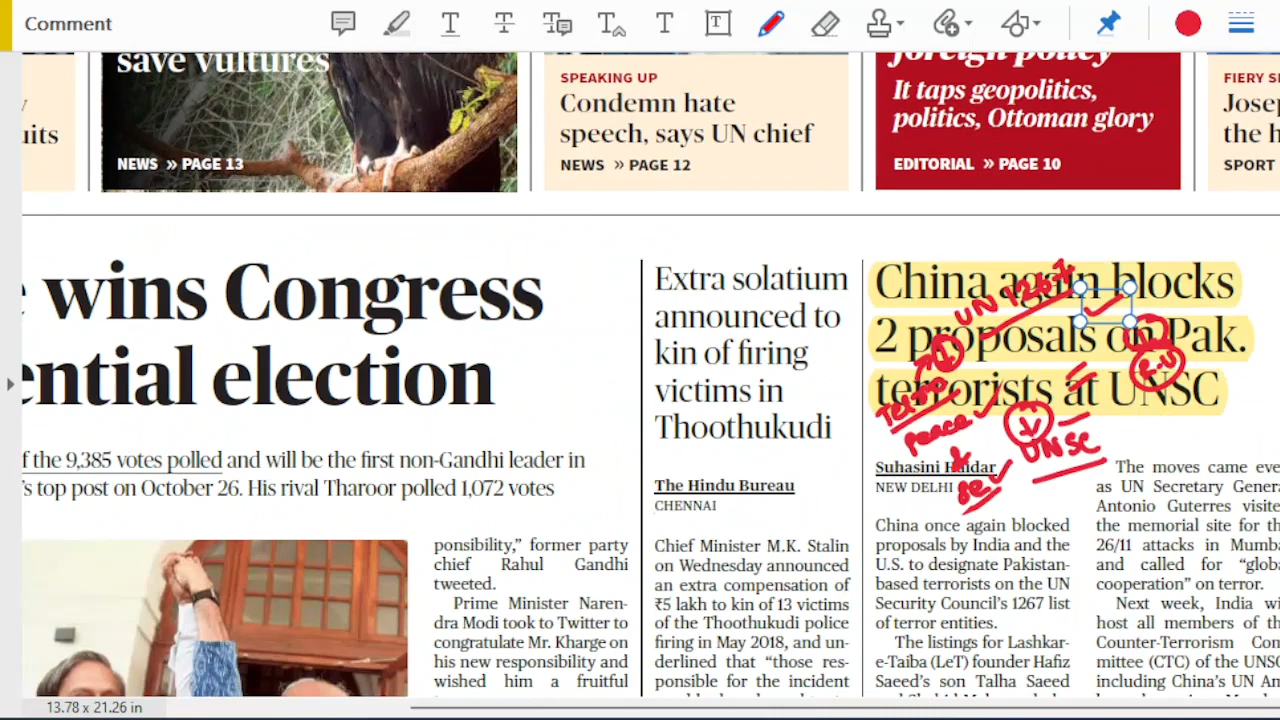 Comment
save vultures
NEWS » PAGE 13
uits
SPEAKING UP
Condemn hate
speech, says UN chief
NEWS » PAGE 12
foreign policy
It taps geopolitics,
politics, Ottoman glory
EDITORIAL » PAGE 10
FIERY S
Josep
the h
SPORT
wins Congress
ential election
f the 9,385 votes polled and will be the first non-Gandhi leader in
's top post on October 26. His rival Tharoor polled 1,072 votes
ponsibility,” former party
chief Rahul Gandhi
tweeted.
Prime Minister Naren-
dra Modi took to Twitter to
congratulate Mr. Kharge on
his new responsibility and
wished him a fruitful
Extra solatium
announced to
kin of firing
victims in
Thoothukudi
The Hindu Bureau
CHENNAI
Chief Minister M.K. Stalin
on Wednesday announced
an extra compensation of
₹5 lakh to kin of 13 victims
of the Thoothukudi police
firing in May 2018, and un-
derlined that “those res-
ponsible for the incident
China again blocks
2 proposals on Pak.
terrorists at UNSC
UN 1267
peace
UNSC
Suhasini Haidar
NEW DELHI
China once again blocked
proposals by India and the
U.S. to designate Pakistan-
based terrorists on the UN
Security Council's 1267 list
of terror entities.
The listings for Lashkar-
e-Taiba (LeT) founder Hafiz
Saeed's son Talha Saeed
The moves came eve
as UN Secretary Genera
Antonio Guterres visite
the memorial site for th
26/11 attacks in Mumba
and called for “globa
cooperation” on terror.
Next week, India wi
host all members of th
Counter-Terrorism Com
mittee (CTC) of the UNSC
including China's UN Am
13.78 x 21.26 in